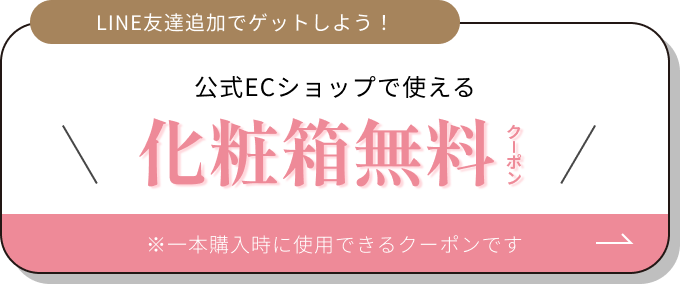 LINE友達追加でゲットしよう！
公式ECショップで使える
化粧箱無料
クーポン
※一本購入時に使用できるクーポンです